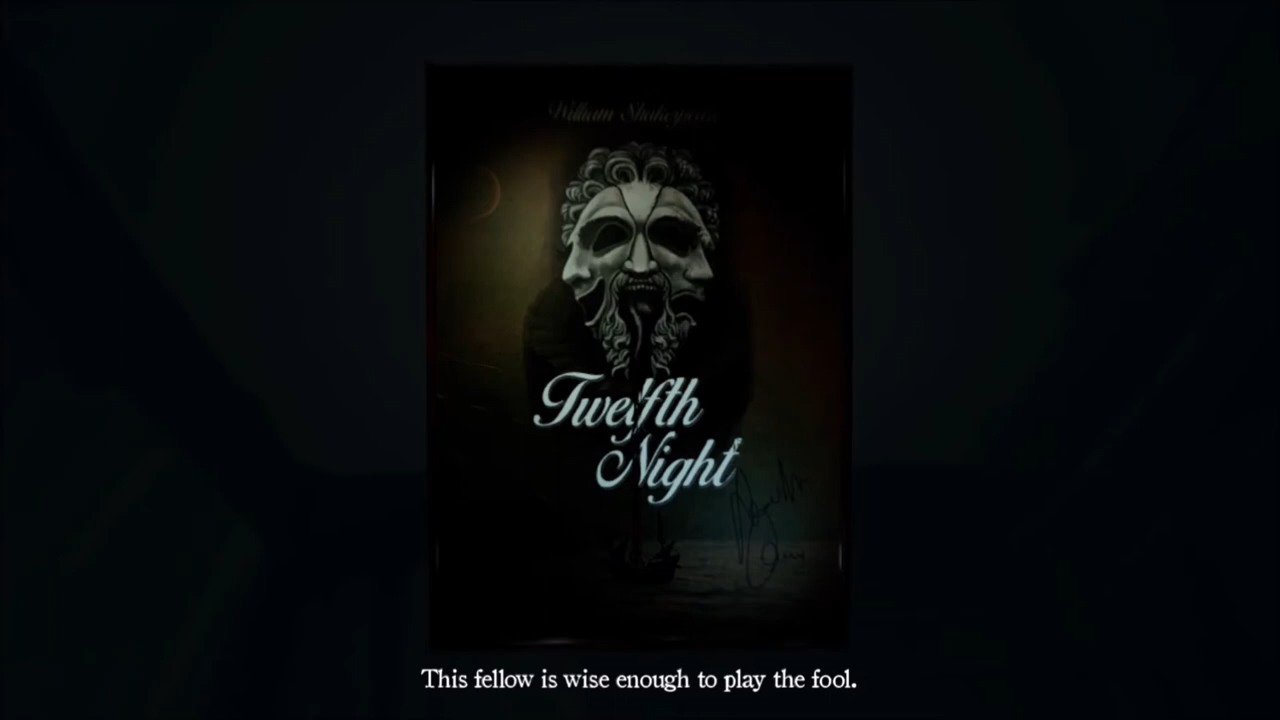 William Shakespeare
Twelfth
Night
This fellow is wise enough to play the fool.